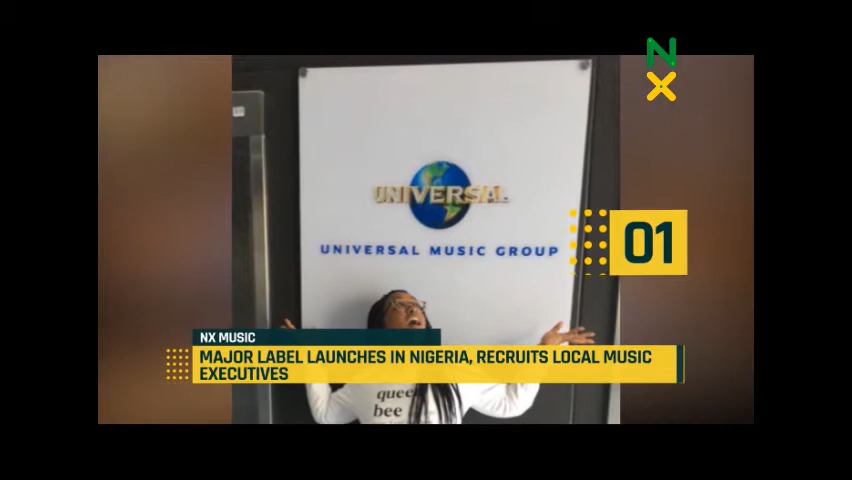 NX
UNIVERSAL
UNIVERSAL MUSIC GROUP
01
NX MUSIC
MAJOR LABEL LAUNCHES IN NIGERIA, RECRUITS LOCAL MUSIC
EXECUTIVES
queen
bee